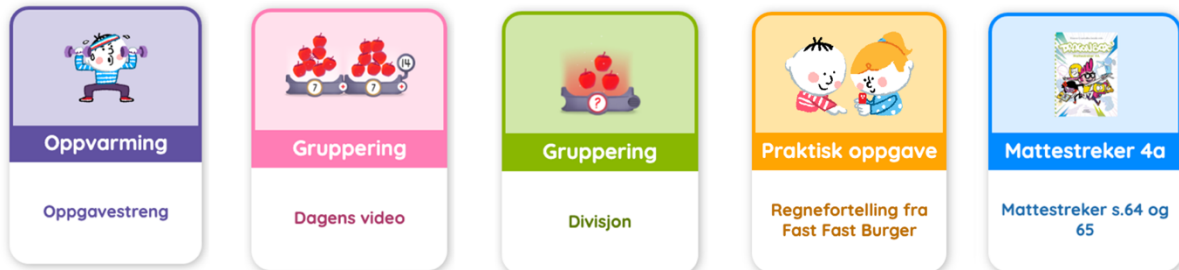 Oppvarming
Oppgavestreng
7
7
14
Gruppering
Dagens video
?
Gruppering
Divisjon
Praktisk oppgave
Regnefortelling fra
Fast Fast Burger
DRAGONBOX
Mattestreker 4a
Mattestreker s.64 og
65